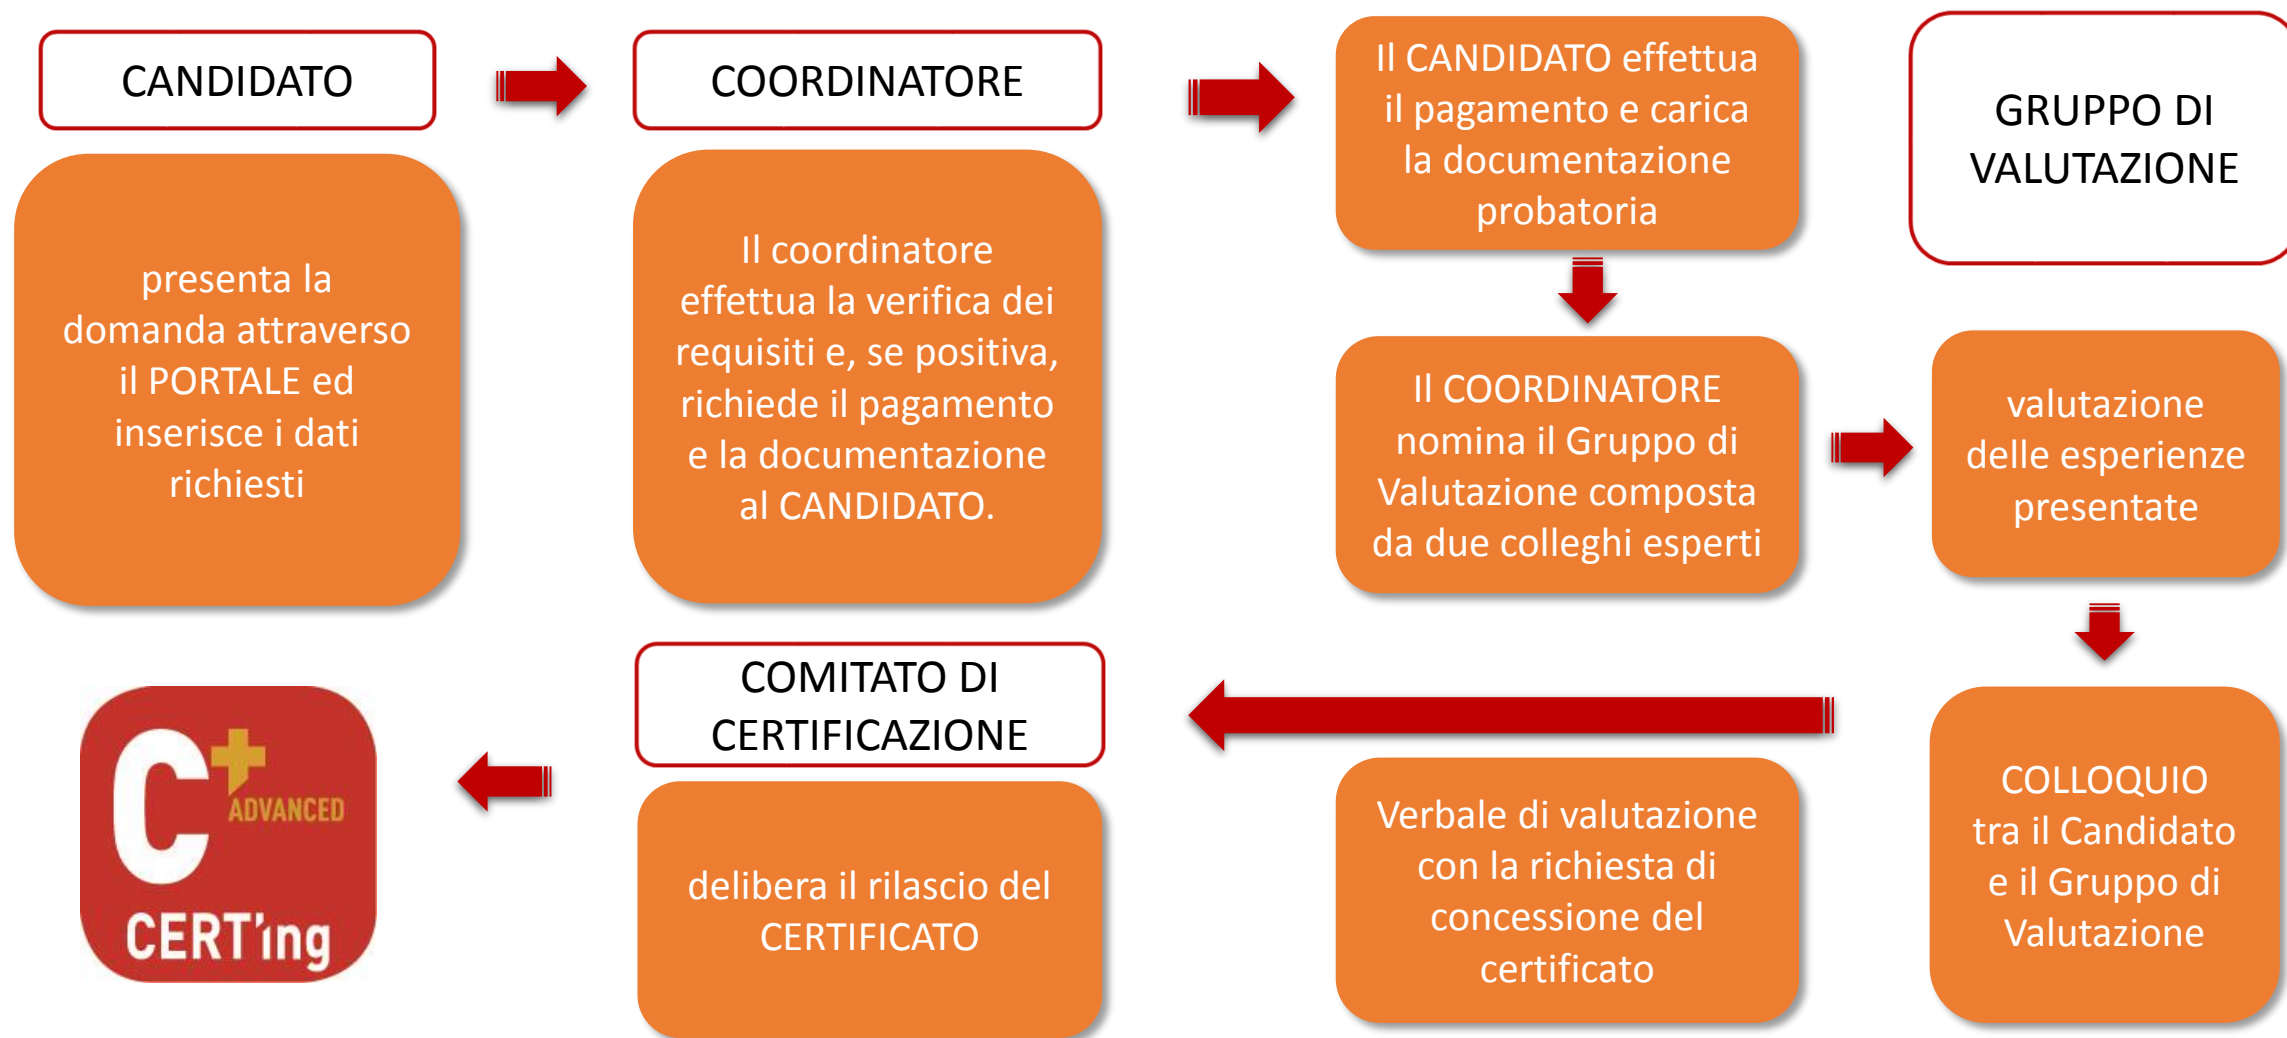 CANDIDATO
presenta la
domanda attraverso
il PORTALE ed
inserisce i dati
richiesti
COORDINATORE
Il coordinatore
effettua la verifica dei
requisiti e, se positiva,
richiede il pagamento
e la documentazione
al CANDIDATO.
Il CANDIDATO effettua
il pagamento e carica
la documentazione
probatoria
Il COORDINATORE
nomina il Gruppo di
Valutazione composta
da due colleghi esperti
GRUPPO DI
VALUTAZIONE
valutazione
delle esperienze
presentate
COLLOQUIO
tra il Candidato
e il Gruppo di
Valutazione
Verbale di valutazione
con la richiesta di
concessione del
certificato
COMITATO DI
CERTIFICAZIONE
delibera il rilascio del
CERTIFICATO
C+
ADVANCED
CERT'ing